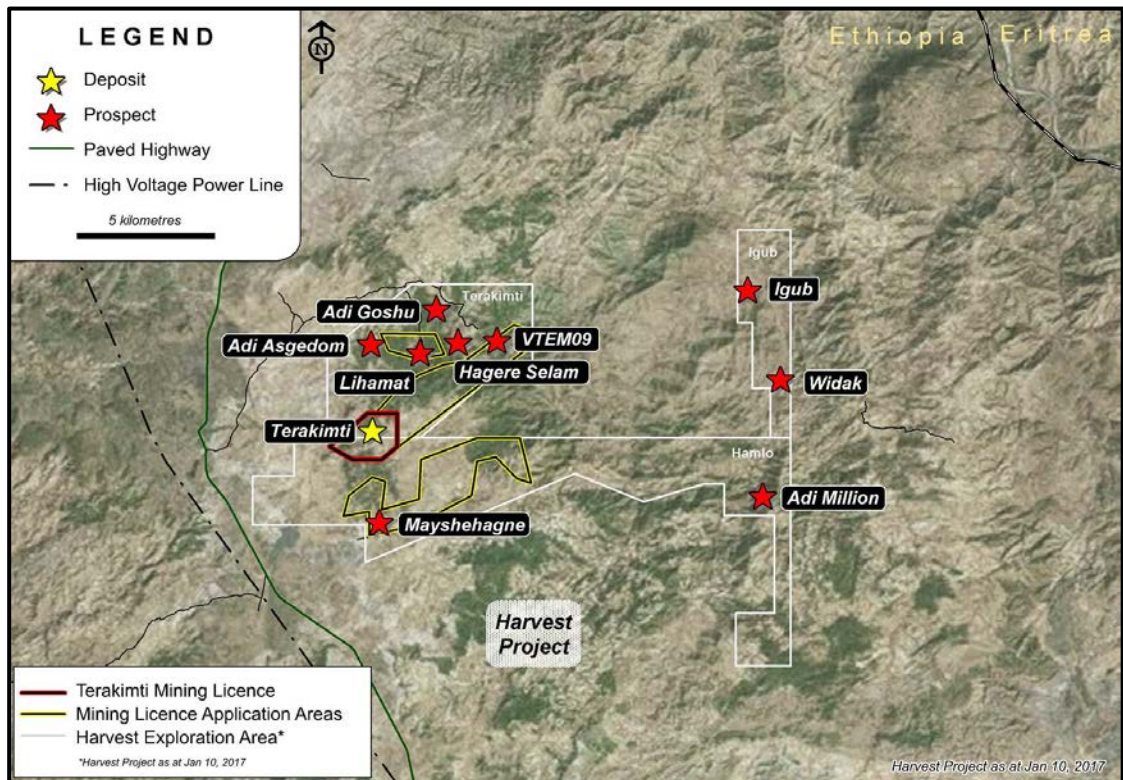 LEGEND
Deposit
Prospect
Paved Highway
High Voltage Power Line
5 kilometres
N
Ethiopia Eritrea
Igub
Igub
Terakimti
Adi Goshu
Adi Asgedom
VTEM09
Lihamat
Hagere Selam
Widak
Terakimti
Hamlo
Adi Million
Mayshehagne
Harvest
Project
Terakimti Mining Licence
Mining Licence Application Areas
Harvest Exploration Area*
*Harvest Project as at Jan 10, 2017
Harvest Project as at Jan 10, 2017